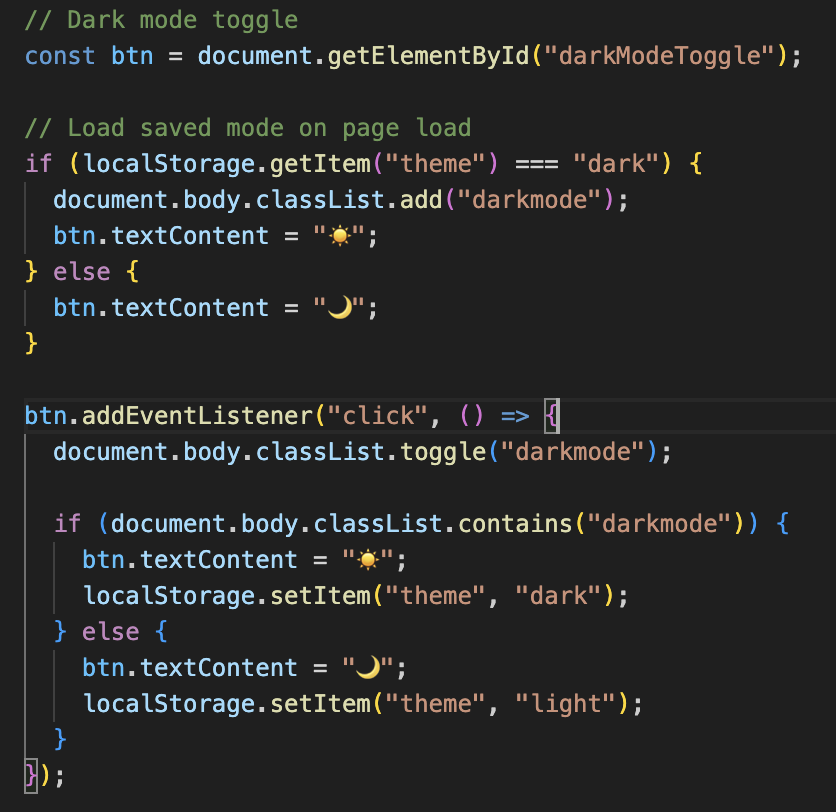 // Dark mode toggle
const btn = document.getElementById("darkModeToggle");

// Load saved mode on page load
if (localStorage.getItem("theme") === "dark") {
  document.body.classList.add("darkmode");
  btn.textContent = "☀️";
} else {
  btn.textContent = "🌙";
}

btn.addEventListener("click", () => {
  document.body.classList.toggle("darkmode");

  if (document.body.classList.contains("darkmode")) {
    btn.textContent = "☀️";
    localStorage.setItem("theme", "dark");
  } else {
    btn.textContent = "🌙";
    localStorage.setItem("theme", "light");
  }
});